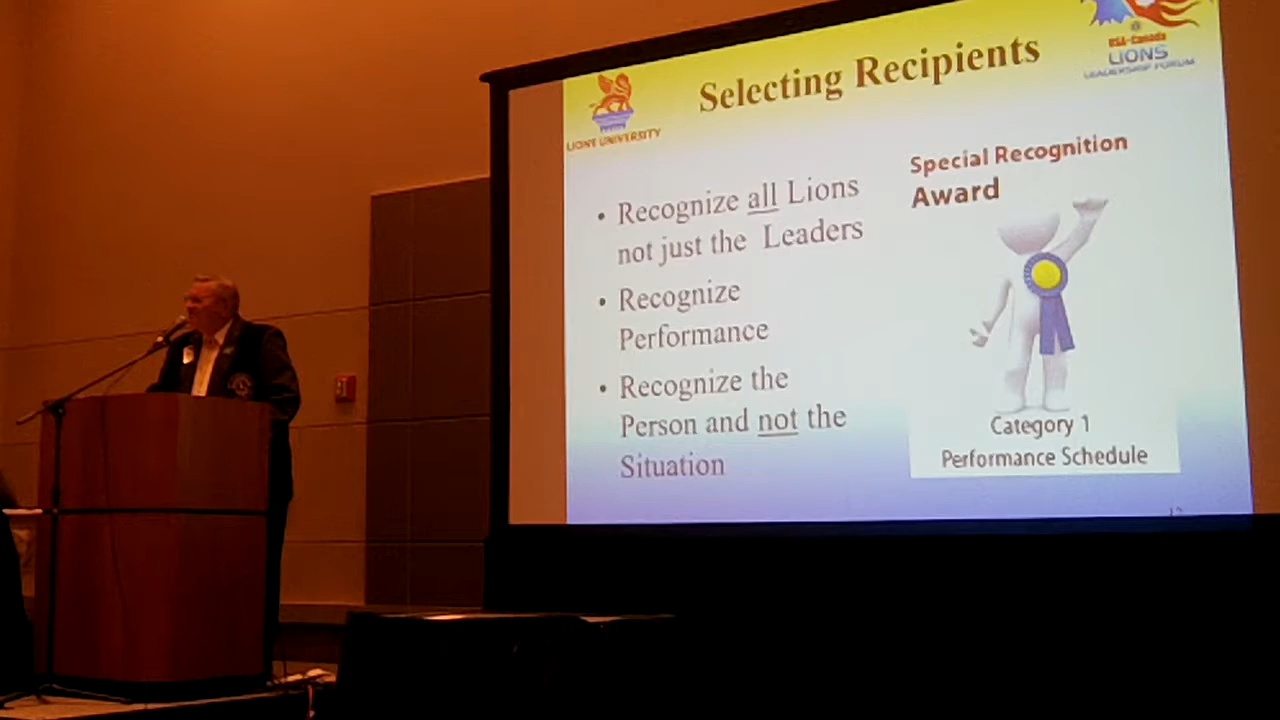 Selecting Recipients
LIONS UNIVERSITY
USA-Canada
LIONS
LEADERSHIP FORUM
• Recognize all Lions
not just the Leaders
• Recognize
Performance
• Recognize the
Person and not the
Situation
Special Recognition
Award
Category 1
Performance Schedule